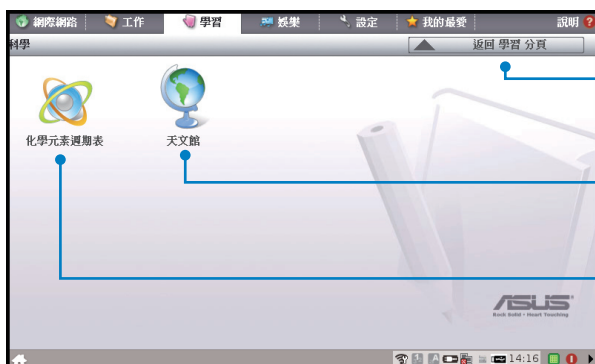 網際網路 工作 學習 娛樂 設定 我的最愛 說明
科學 返回 學習 分頁
化學元素週期表 天文館
ASUS
Rock Solid • Heart Touching
14:16